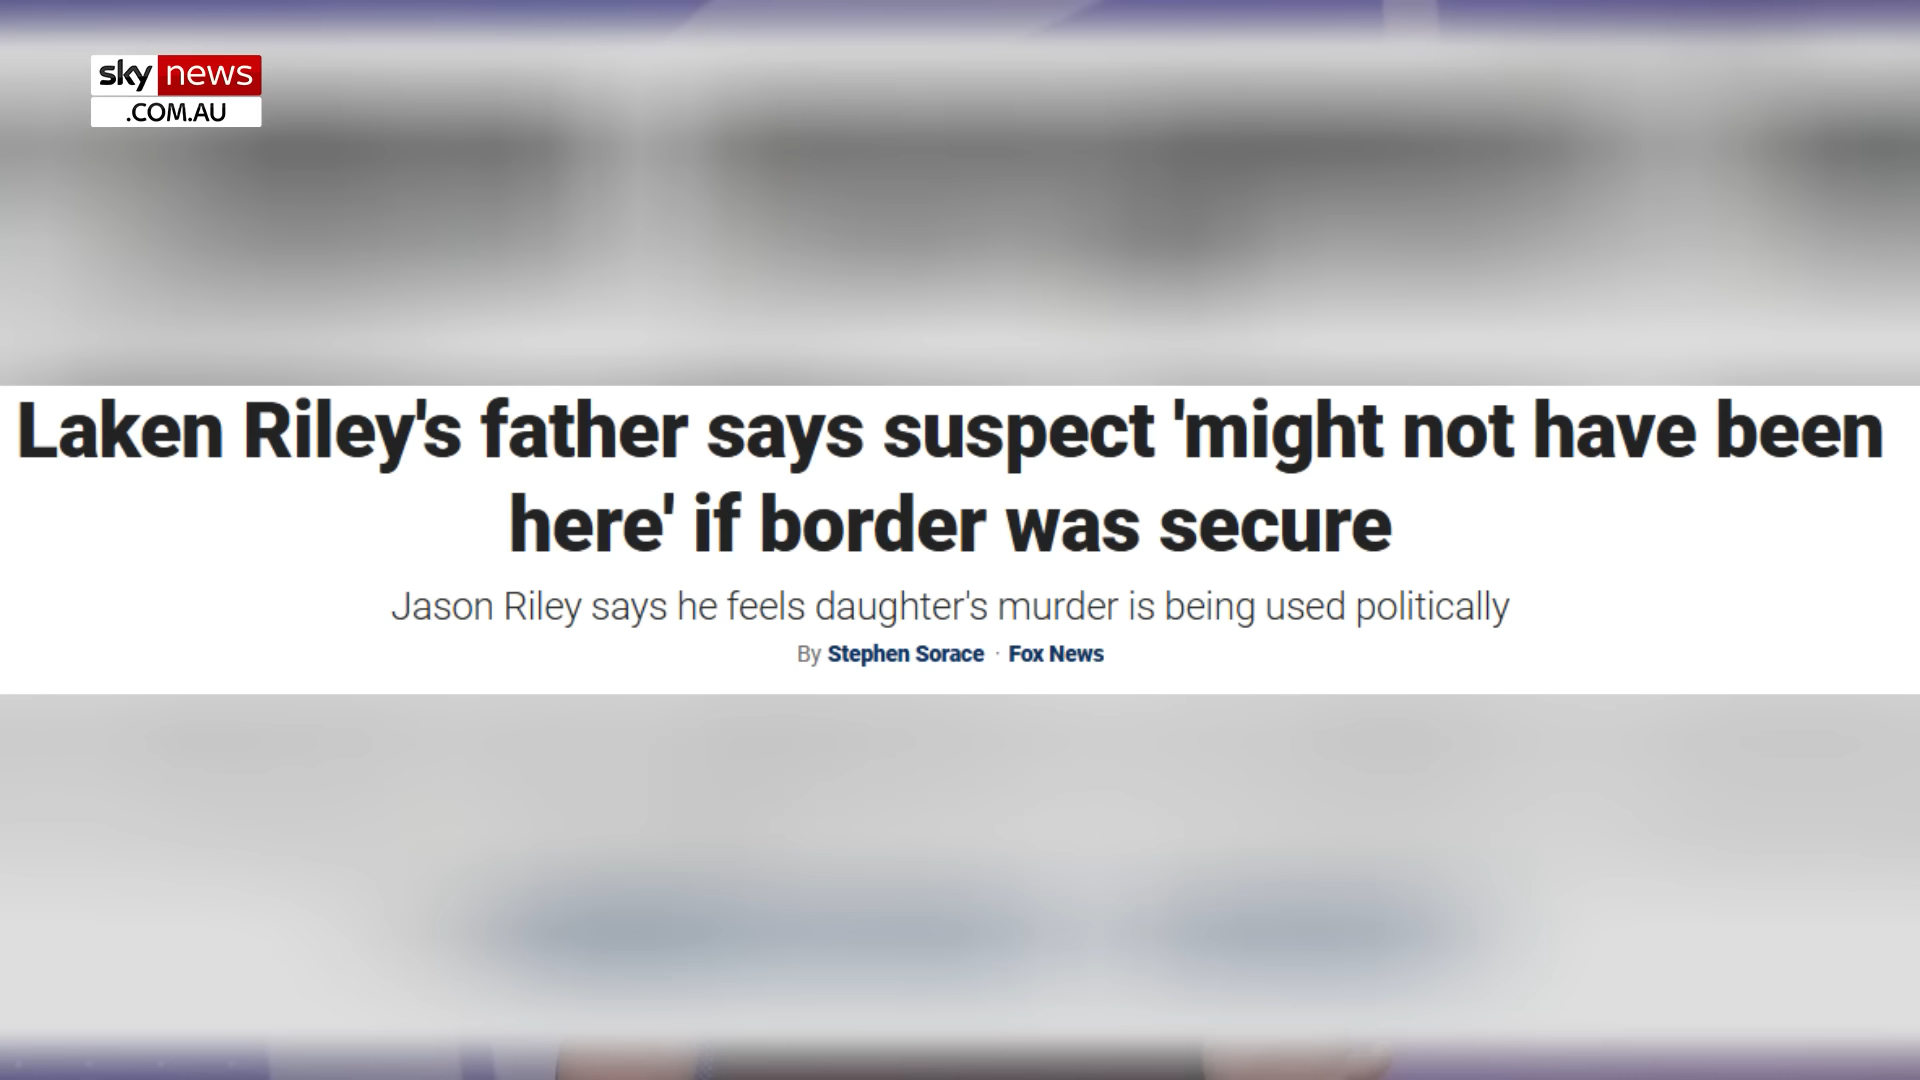 sky news
.COM.AU
Laken Riley's father says suspect 'might not have been
here' if border was secure
Jason Riley says he feels daughter's murder is being used politically
By Stephen Sorace · Fox News